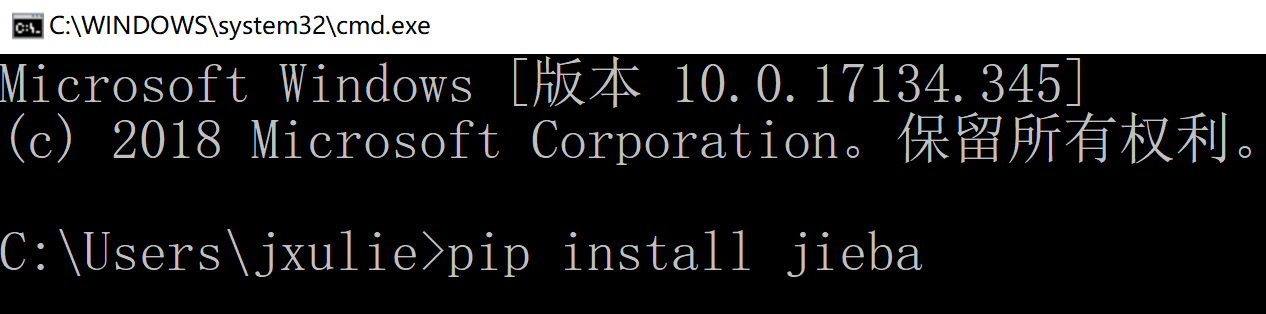 C:\WINDOWS\system32\cmd.exe
Microsoft Windows [版本 10.0.17134.345]
(c) 2018 Microsoft Corporation。保留所有权利。
C:\Users\jxulie>pip install jieba